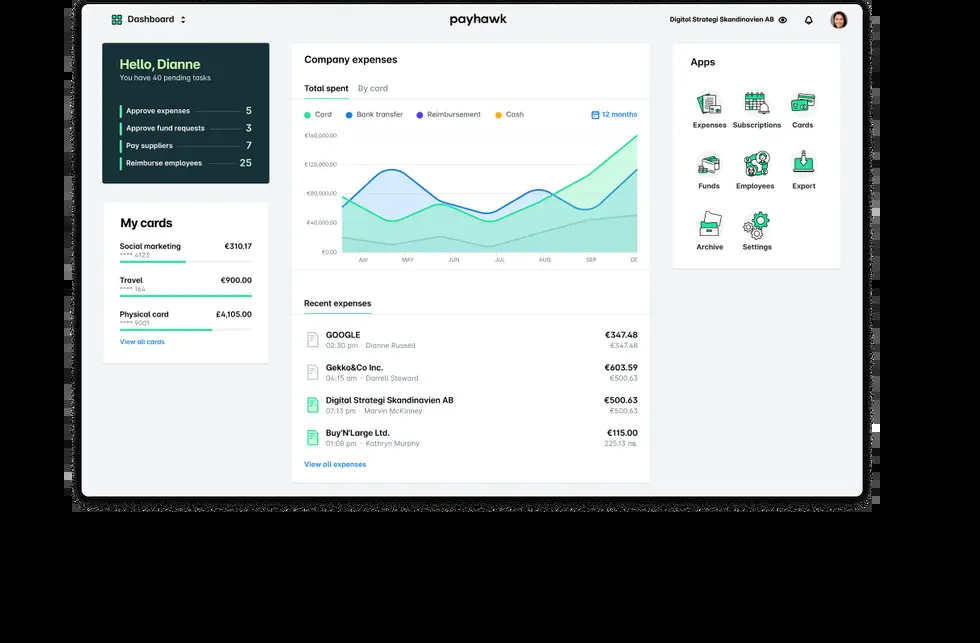 Dashboard
payhawk
Digital Strategi Skandinavien AB
Hello, Dianne
You have 40 pending tasks
Approve expenses 5
Approve fund requests 3
Pay suppliers 7
Reimburse employees 25
My cards
Social marketing €310.17
**** 4123
Travel €900.00
**** 164
Physical card £4,105.00
**** 9001
View all cards
Company expenses
Total spent By card
Card Bank transfer Reimbursement Cash 12 months
€160,000.00
€120,000.00
€80,000.00
€40,000.00
€0.00
Apr MAY JUN JUL AUG SEP OC
Recent expenses
GOOGLE €347.48
02:30 pm Dianne Russell €347.48
Gekko&Co Inc. €603.59
04:15 am · Darrell Steward €500.63
Digital Strategi Skandinavien AB €500.63
07:13 pm · Marvin McKinney €500.63
Buy'N'Large Ltd. €115.00
01:08 pm · Kathryn Murphy 225.13 лв.
View all expenses
Apps
Expenses Subscriptions Cards
Funds Employees Export
Archive Settings